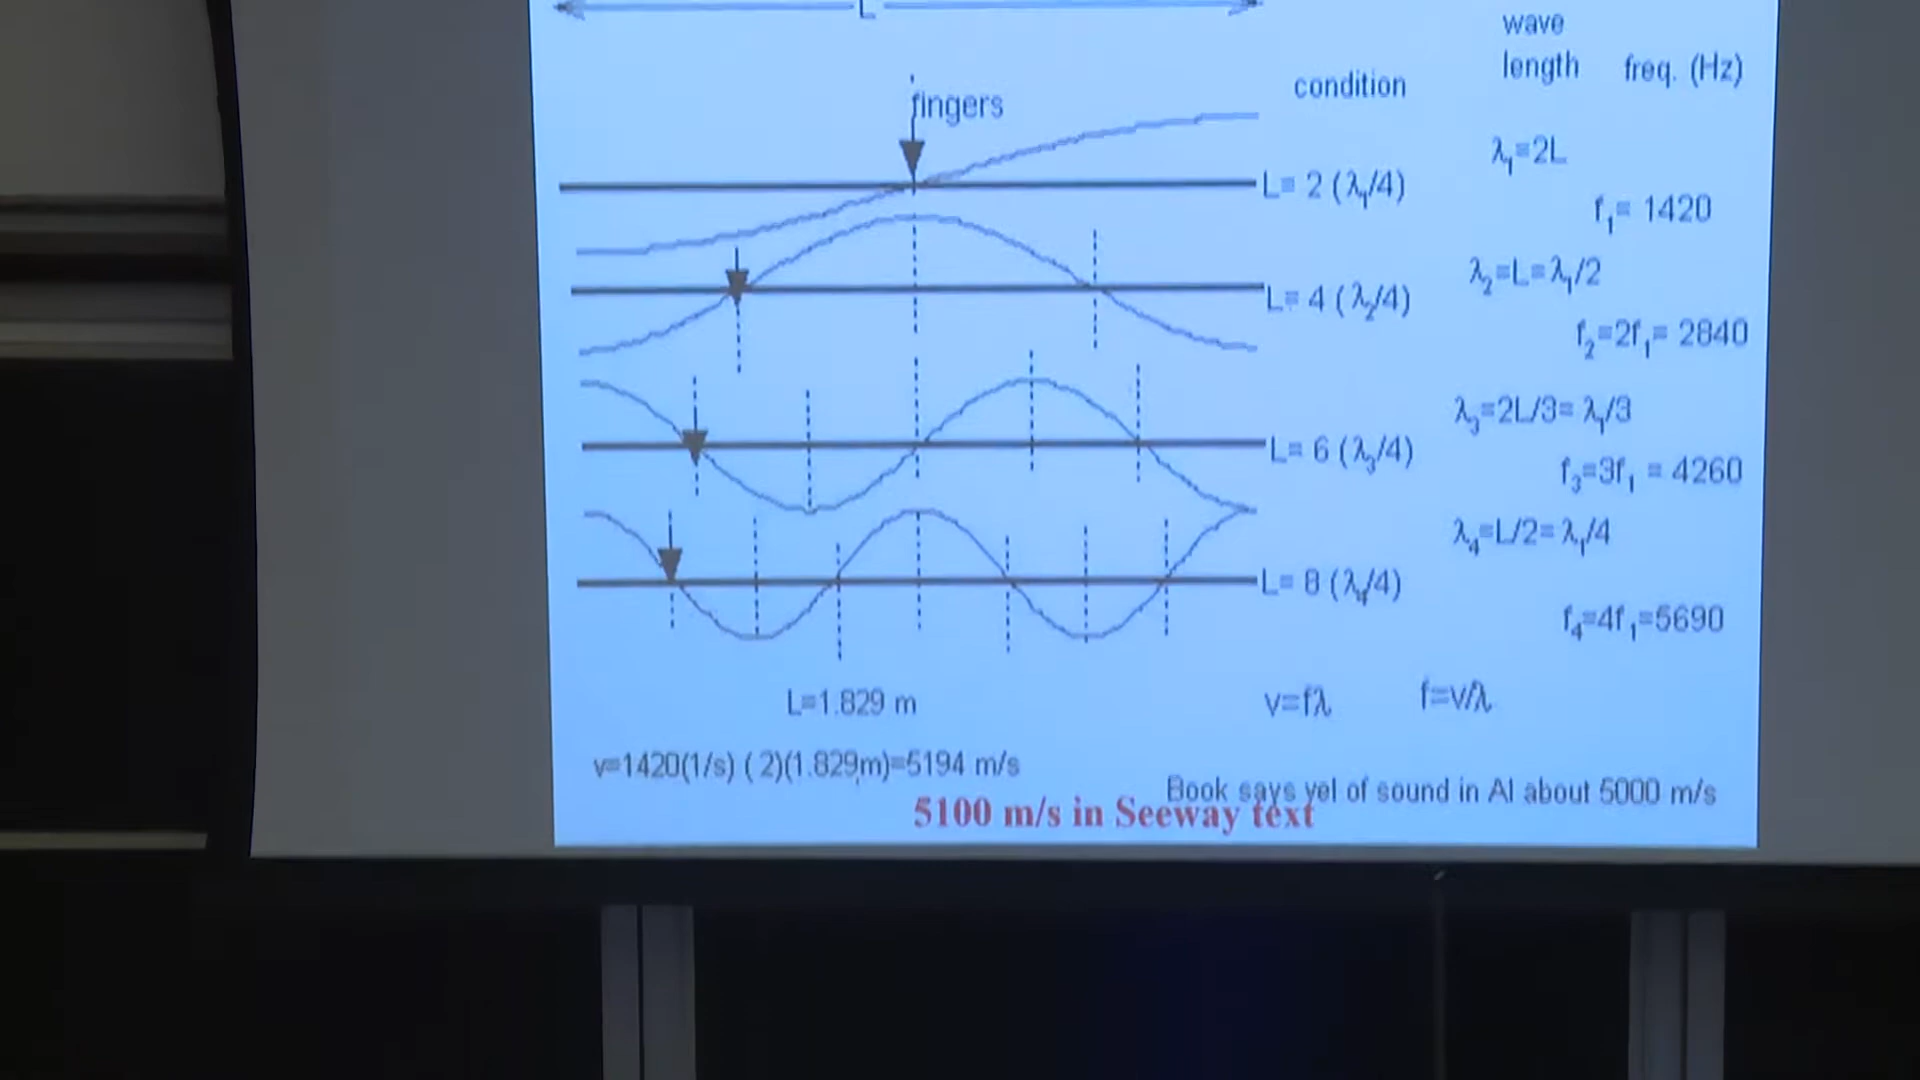 L
wave
length freq. (Hz)
condition
fingers
λ₁=2L
L= 2 (λ₁/4)
f₁= 1420
λ₂=L=λ₁/2
L= 4 (λ₂/4)
f₂=2f₁= 2840
λ₃=2L/3= λ₁/3
L= 6 (λ₃/4)
f₃=3f₁ = 4260
λ₄=L/2= λ₁/4
L= 8 (λ₄/4)
f₄=4f₁=5690
L=1.829 m
v=fλ f=v/λ
v=1420(1/s) ( 2)(1.829m)=5194 m/s
Book says vel of sound in Al about 5000 m/s
5100 m/s in Seeway text